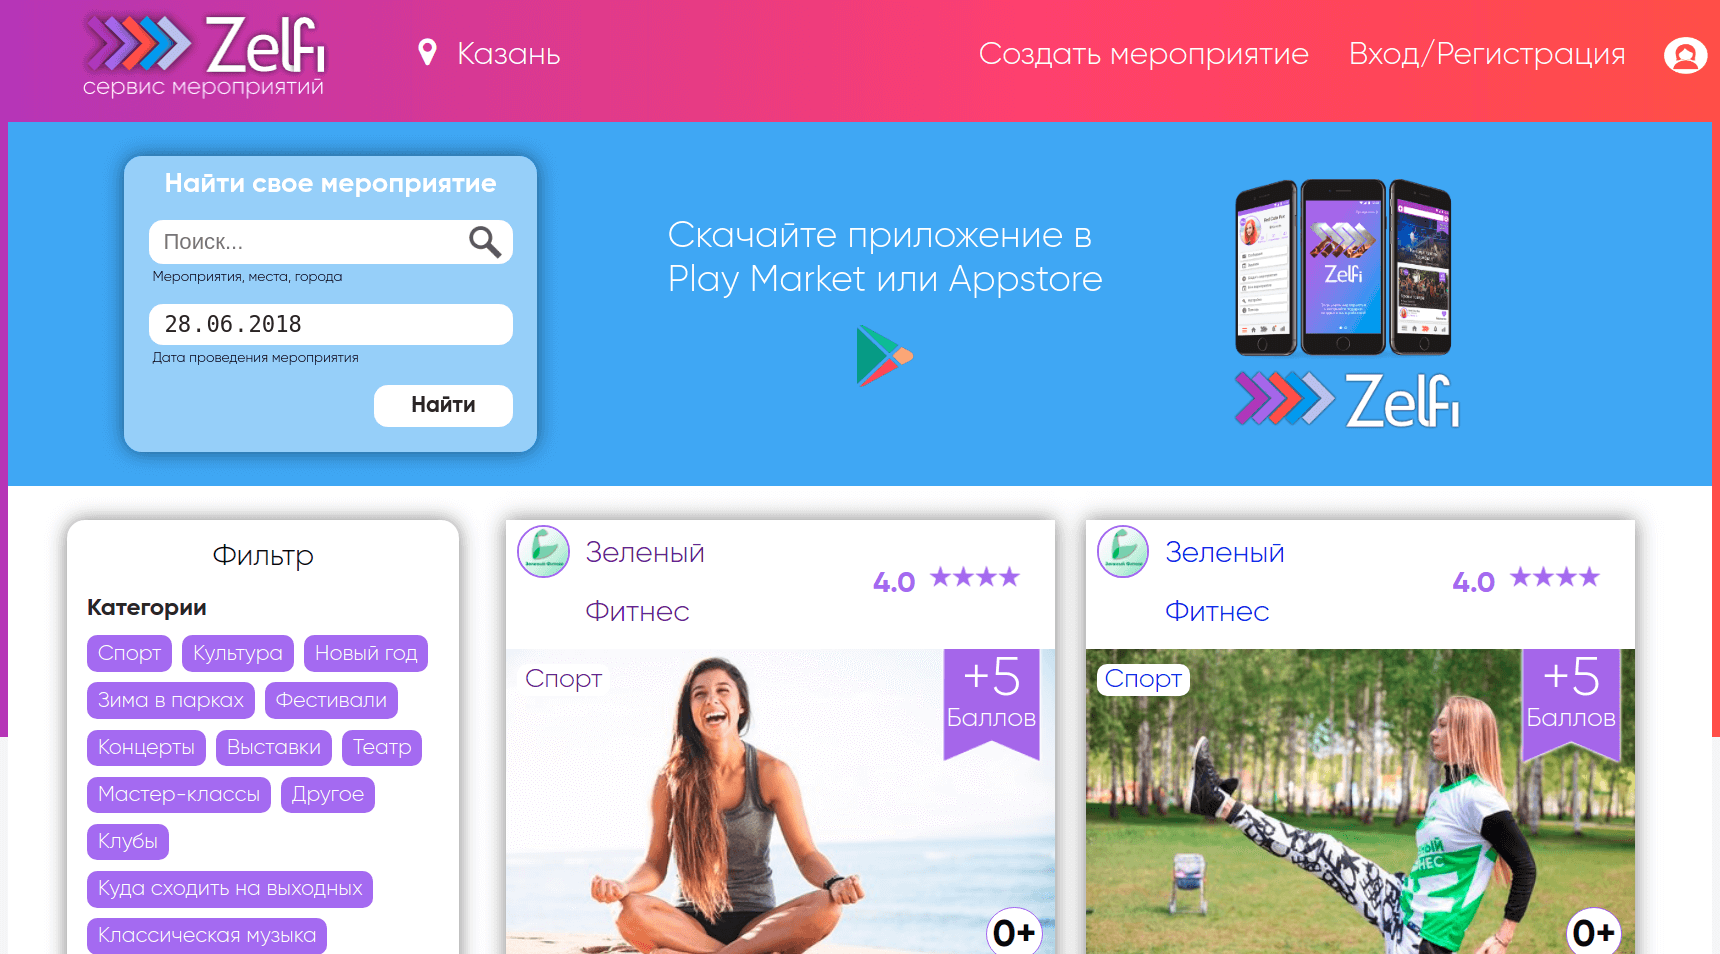 Zelfi
сервис мероприятий
Казань
Создать мероприятие
Вход/Регистрация
Найти свое мероприятие
Поиск...
Мероприятия, места, города
28.06.2018
Дата проведения мероприятия
Найти
Скачайте приложение в
Play Market или Appstore
Zelfi
Zelfi
Фильтр
Категории
Спорт Культура Новый год
Зима в парках Фестивали
Концерты Выставки Театр
Мастер-классы Другое
Клубы
Куда сходить на выходных
Классическая музыка
Зеленый
Фитнес
4.0 ★★★★
Спорт
+5
Баллов
0+
Зеленый
Фитнес
4.0 ★★★★
Спорт
+5
Баллов
0+